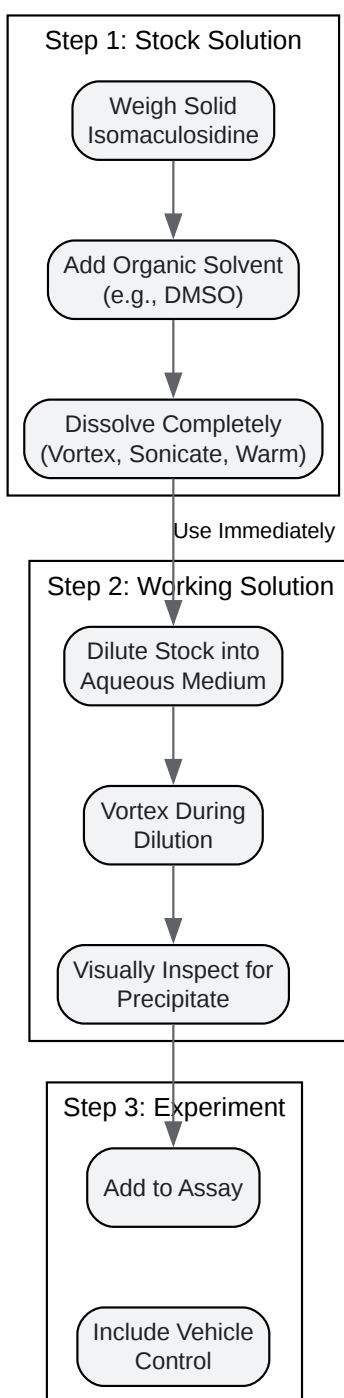 Step 1: Stock Solution
Weigh Solid
Isomaculosidine
Add Organic Solvent
(e.g., DMSO)
Dissolve Completely
(Vortex, Sonicate, Warm)
Use Immediately
Step 2: Working Solution
Dilute Stock into
Aqueous Medium
Vortex During
Dilution
Visually Inspect for
Precipitate
Step 3: Experiment
Add to Assay
Include Vehicle
Control